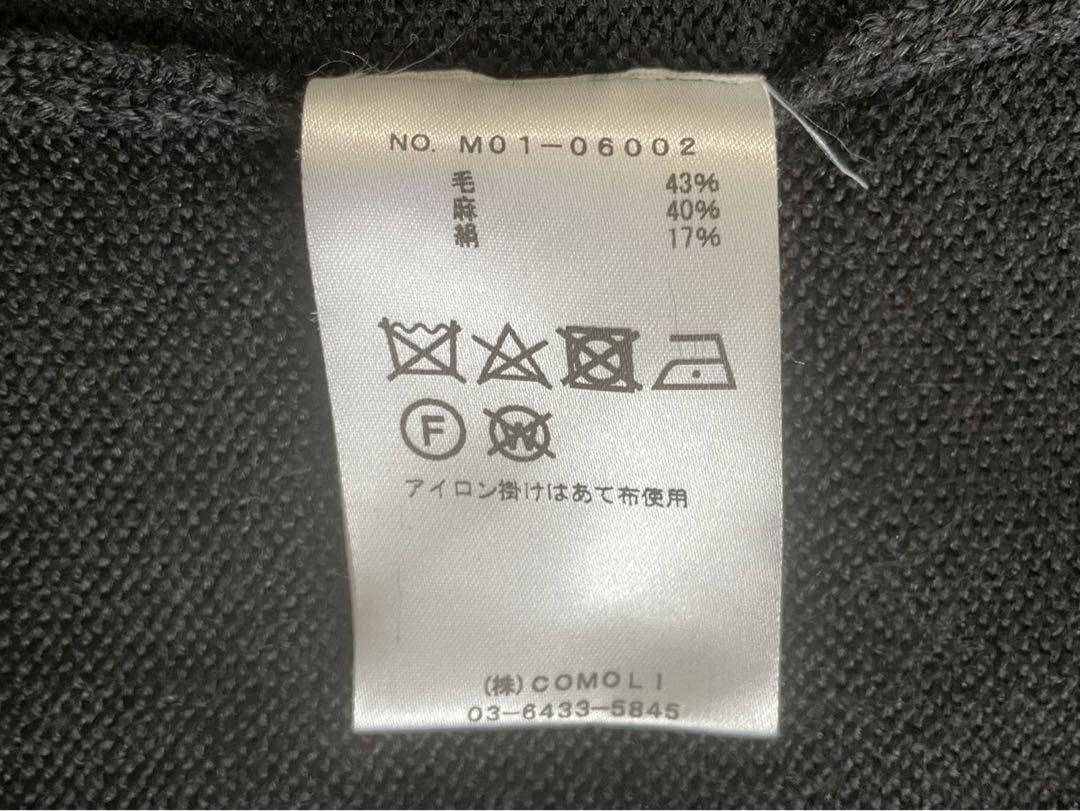 NO. M01-06002
毛 43%
麻 40%
絹 17%
F W
アイロン掛けはあて布使用
(株)COMOLI
03-6433-5845